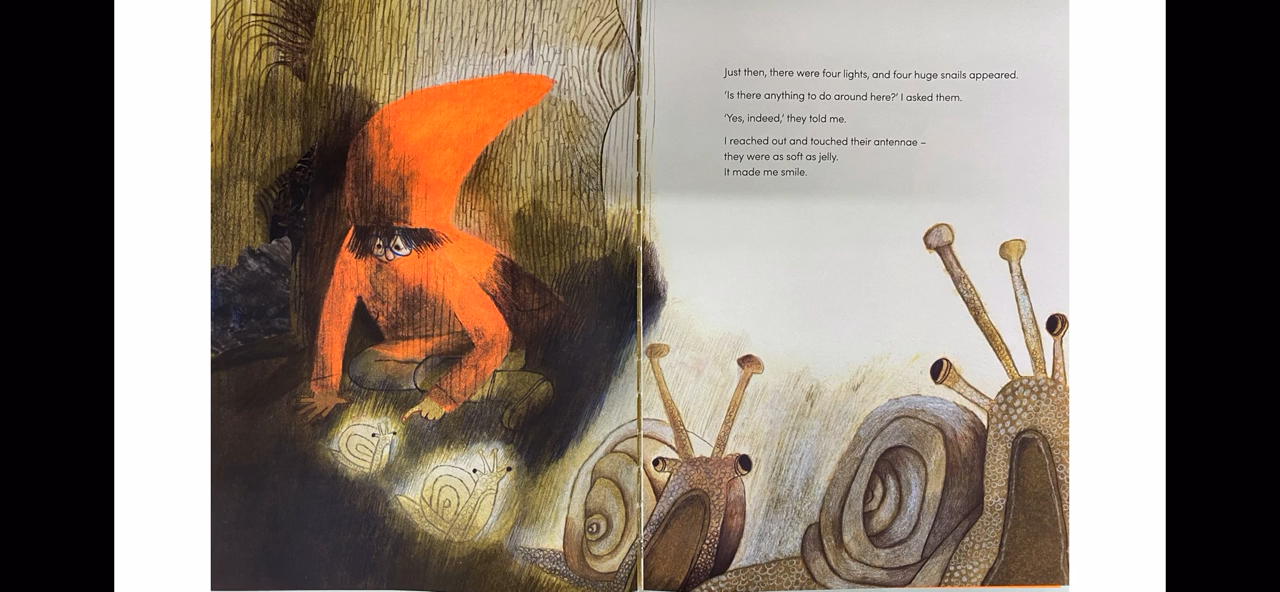 Just then, there were four lights, and four huge snails appeared.
‘Is there anything to do around here?’ I asked them.
‘Yes, indeed,’ they told me.
I reached out and touched their antennae –
they were as soft as jelly.
It made me smile.